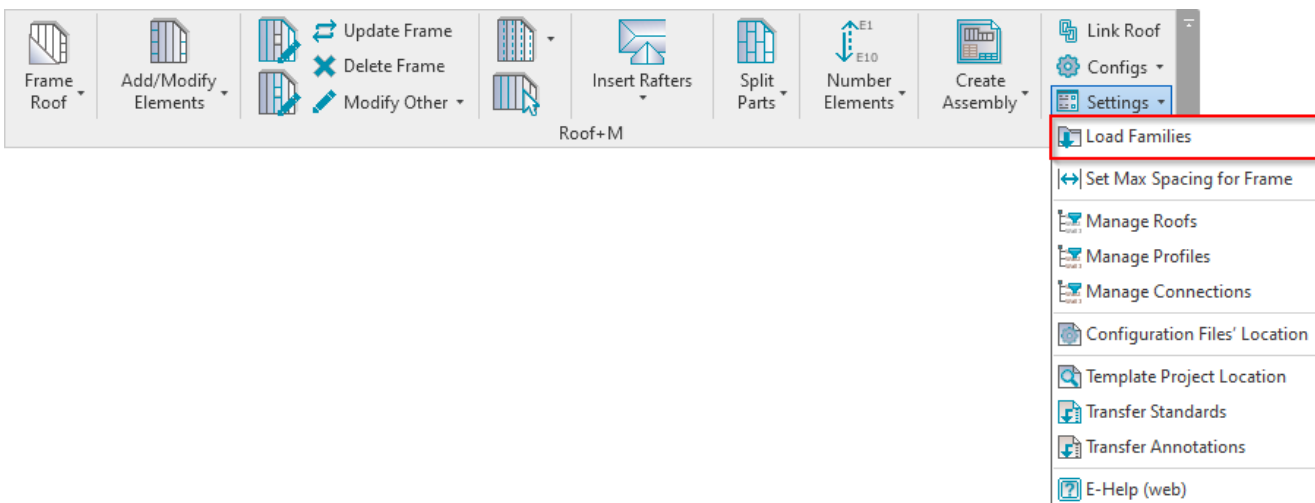 Frame
Roof
Add/Modify
Elements
Update Frame
Delete Frame
Modify Other
Insert Rafters
Split
Parts
E1
E10
Number
Elements
Create
Assembly
Link Roof
Configs
Settings
Roof+M
Load Families
Set Max Spacing for Frame
Manage Roofs
Manage Profiles
Manage Connections
Configuration Files' Location
Template Project Location
Transfer Standards
Transfer Annotations
E-Help (web)